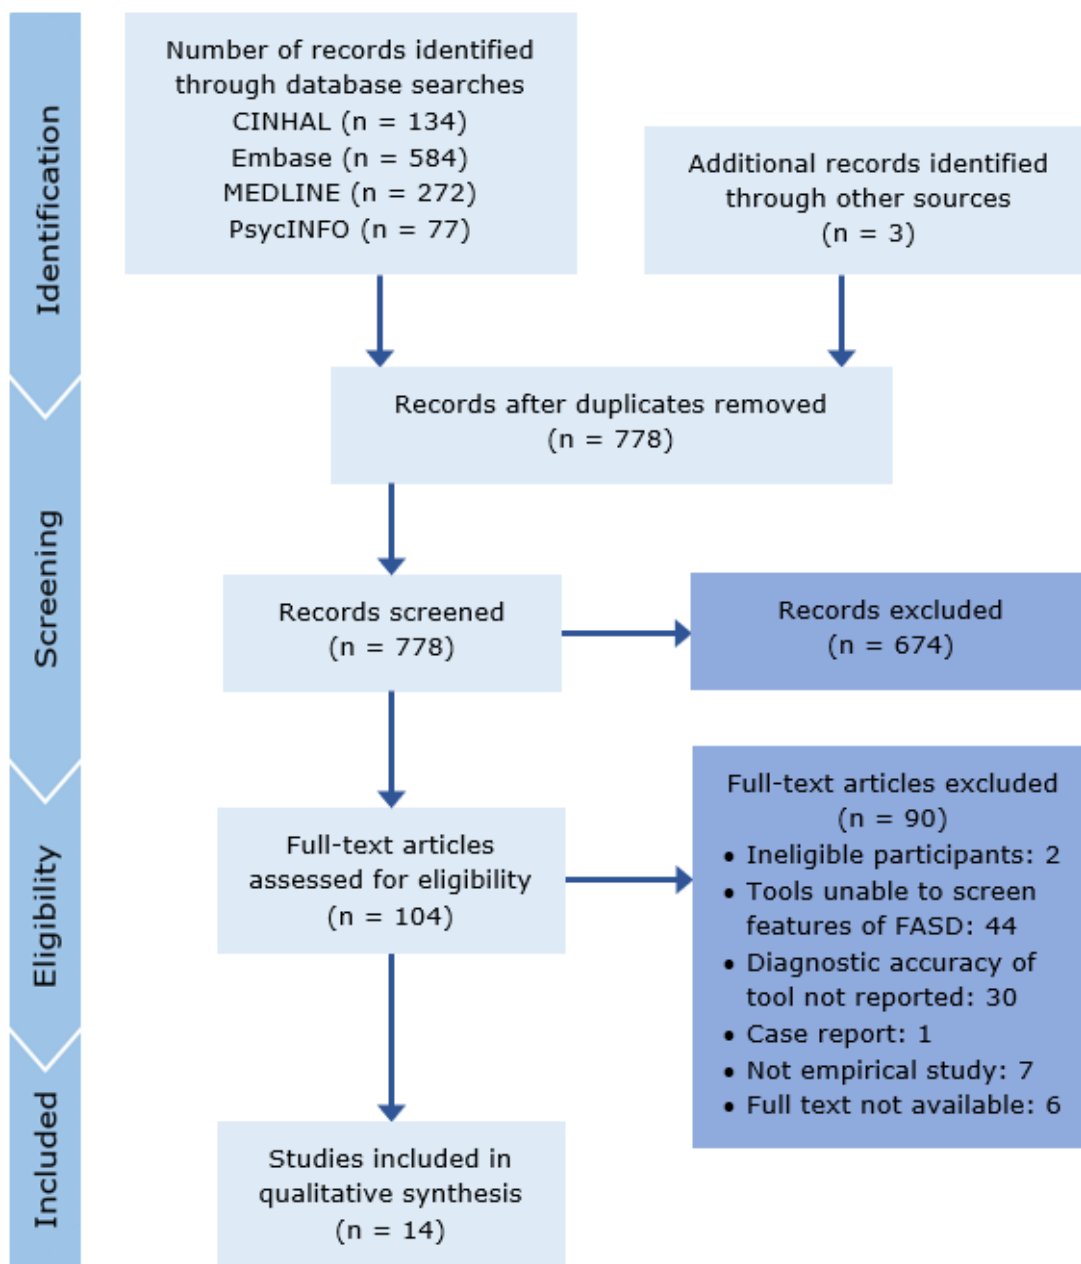 Identification
Number of records identified
through database searches
CINHAL (n = 134)
Embase (n = 584)
MEDLINE (n = 272)
PsycINFO (n = 77)
Additional records identified
through other sources
(n = 3)
Screening
Records after duplicates removed
(n = 778)
Records screened
(n = 778)
Records excluded
(n = 674)
Eligibility
Full-text articles
assessed for eligibility
(n = 104)
Full-text articles excluded
(n = 90)
• Ineligible participants: 2
• Tools unable to screen
features of FASD: 44
• Diagnostic accuracy of
tool not reported: 30
• Case report: 1
• Not empirical study: 7
• Full text not available: 6
Included
Studies included in
qualitative synthesis
(n = 14)